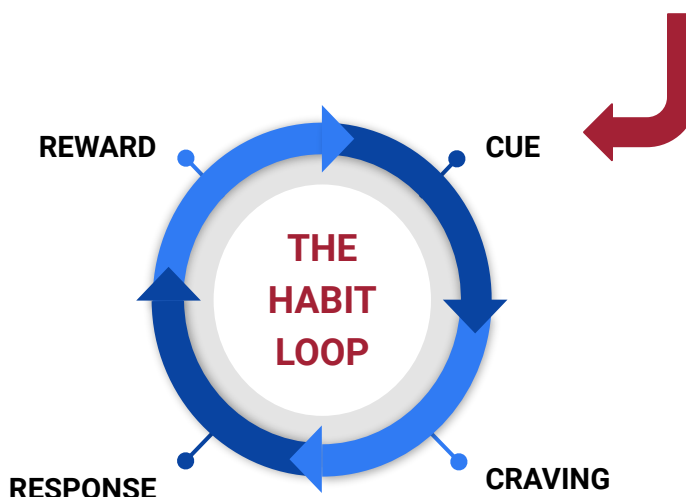 REWARD
CUE
THE
HABIT
LOOP
RESPONSE
CRAVING